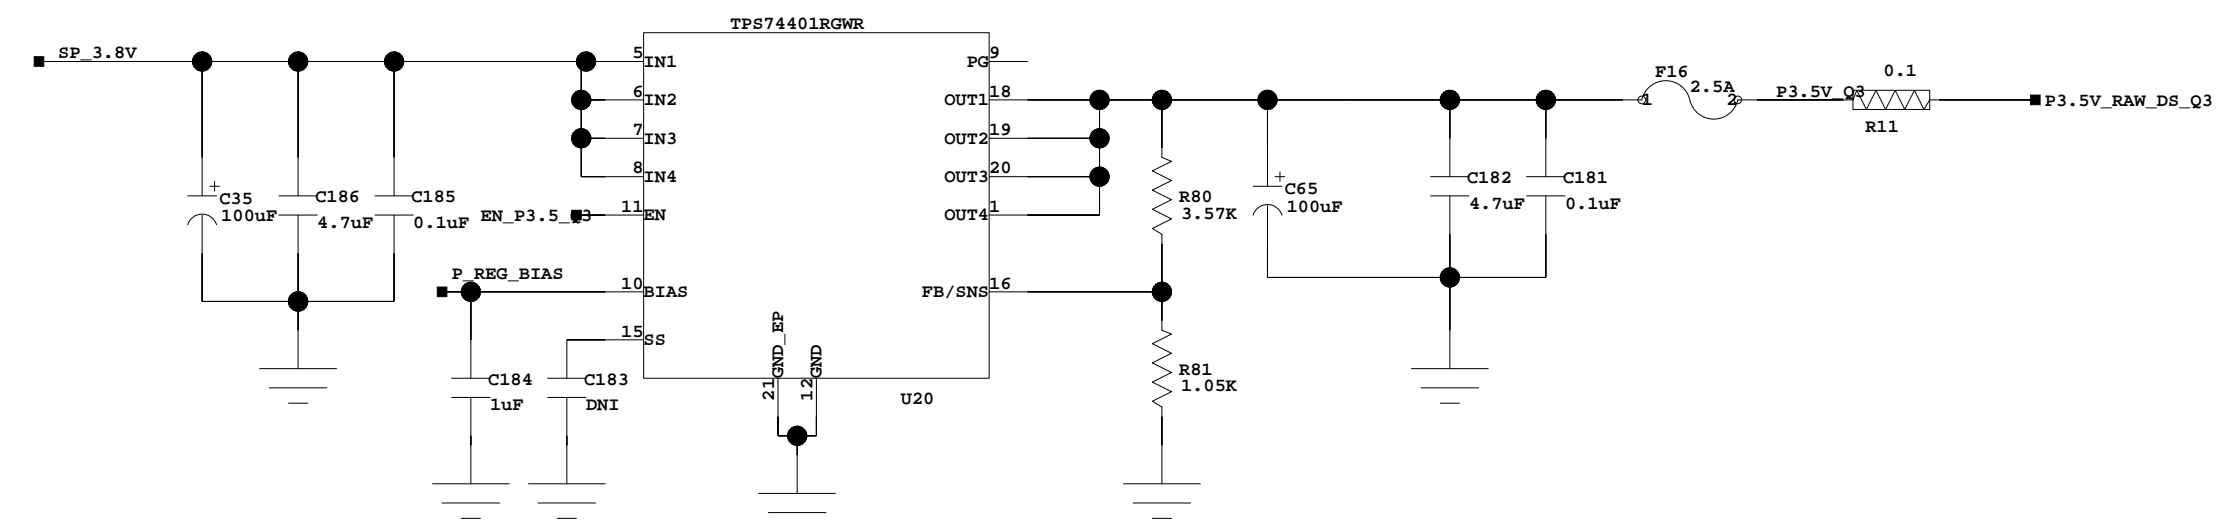 TPS74401RGWR
SP_3.8V
5 IN1
PG 9
6 IN2
OUT1 18
7 IN3
OUT2 19
8 IN4
OUT3 20
11 EN
OUT4 1
EN_P3.5_Q3
P_REG_BIAS
10 BIAS
FB/SNS 16
15 SS
GND_EP 21
GND 12
U20
C35
100uF
+
C186
4.7uF
C185
0.1uF
C184
1uF
C183
DNI
R80
3.57K
R81
1.05K
+
C65
100uF
C182
4.7uF
C181
0.1uF
F16
1 2.5A 2
P3.5V_Q3
0.1
R11
P3.5V_RAW_DS_Q3